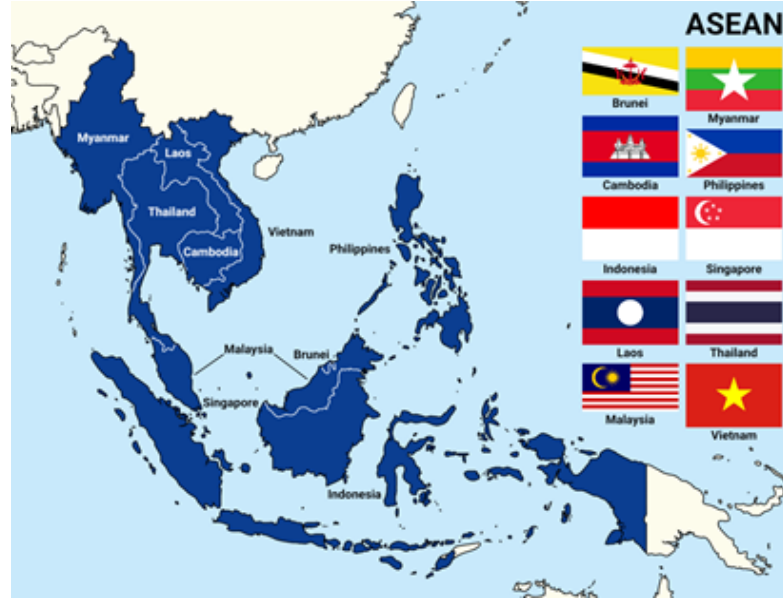 ASEAN
Brunei
Myanmar
Cambodia
Philippines
Indonesia
Singapore
Laos
Thailand
Malaysia
Vietnam
Myanmar
Laos
Thailand
Vietnam
Cambodia
Philippines
Malaysia
Brunei
Singapore
Indonesia